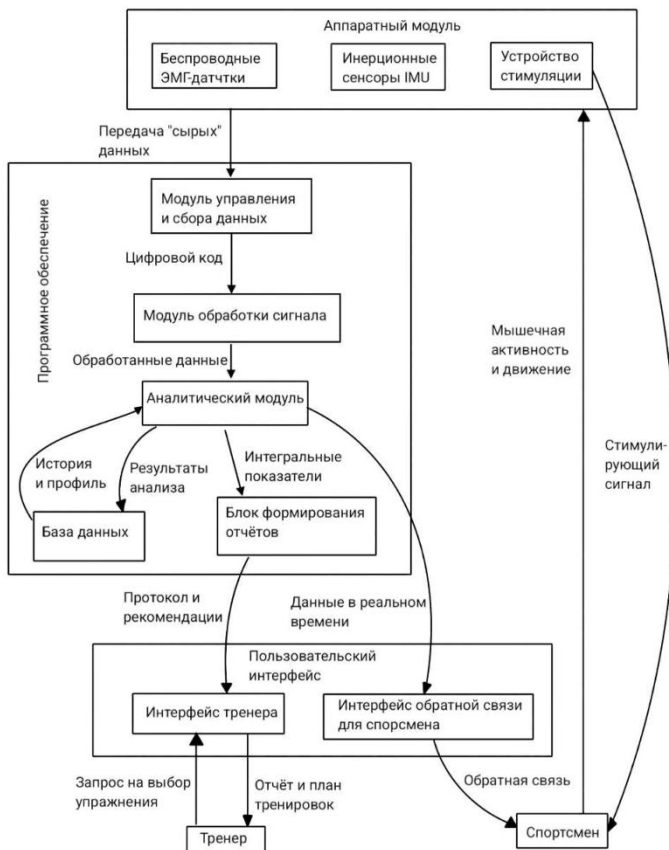 Аппаратный модуль
Беспроводные
ЭМГ-датчтки
Инерционные
сенсоры IMU
Устройство
стимуляции
Передача "сырых"
данных
Программное обеспечение
Модуль управления
и сбора данных
Цифровой код
Модуль обработки сигнала
Обработанные данные
Мышечная
активность
и движение
Аналитический модуль
История
и профиль
Результаты
анализа
Интегральные
показатели
Стимули-
рующий
сигнал
База данных
Блок формирования
отчётов
Протокол и
рекомендации
Данные в реальном
времени
Пользовательский
интерфейс
Интерфейс тренера
Интерфейс обратной связи
для спорсмена
Запрос на выбор
упражнения
Отчёт и план
тренировок
Обратная связь
Тренер
Спортсмен